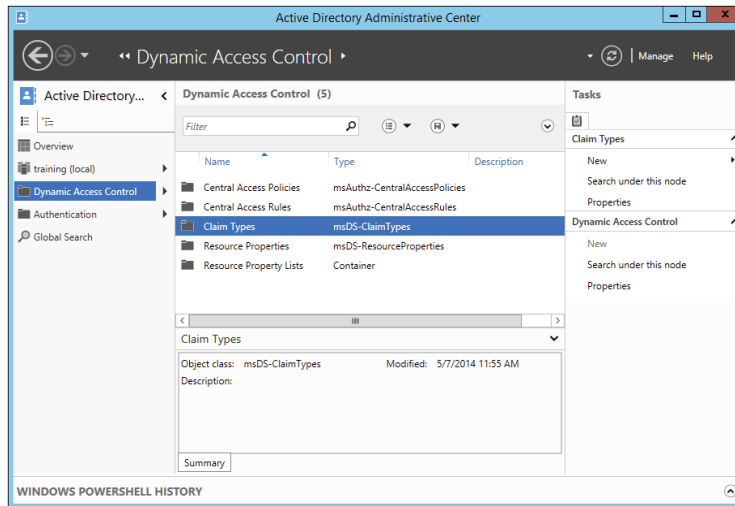 Active Directory Administrative Center
Dynamic Access Control
Manage
Help
Active Directory...
Overview
training (local)
Dynamic Access Control
Authentication
Global Search
Dynamic Access Control (5)
Filter
Name Type Description
Central Access Policies msAuthz-CentralAccessPolicies
Central Access Rules msAuthz-CentralAccessRules
Claim Types msDS-ClaimTypes
Resource Properties msDS-ResourceProperties
Resource Property Lists Container
Claim Types
Object class: msDS-ClaimTypes Modified: 5/7/2014 11:55 AM
Description:
Summary
Tasks
Claim Types
New
Search under this node
Properties
Dynamic Access Control
New
Search under this node
Properties
WINDOWS POWERSHELL HISTORY